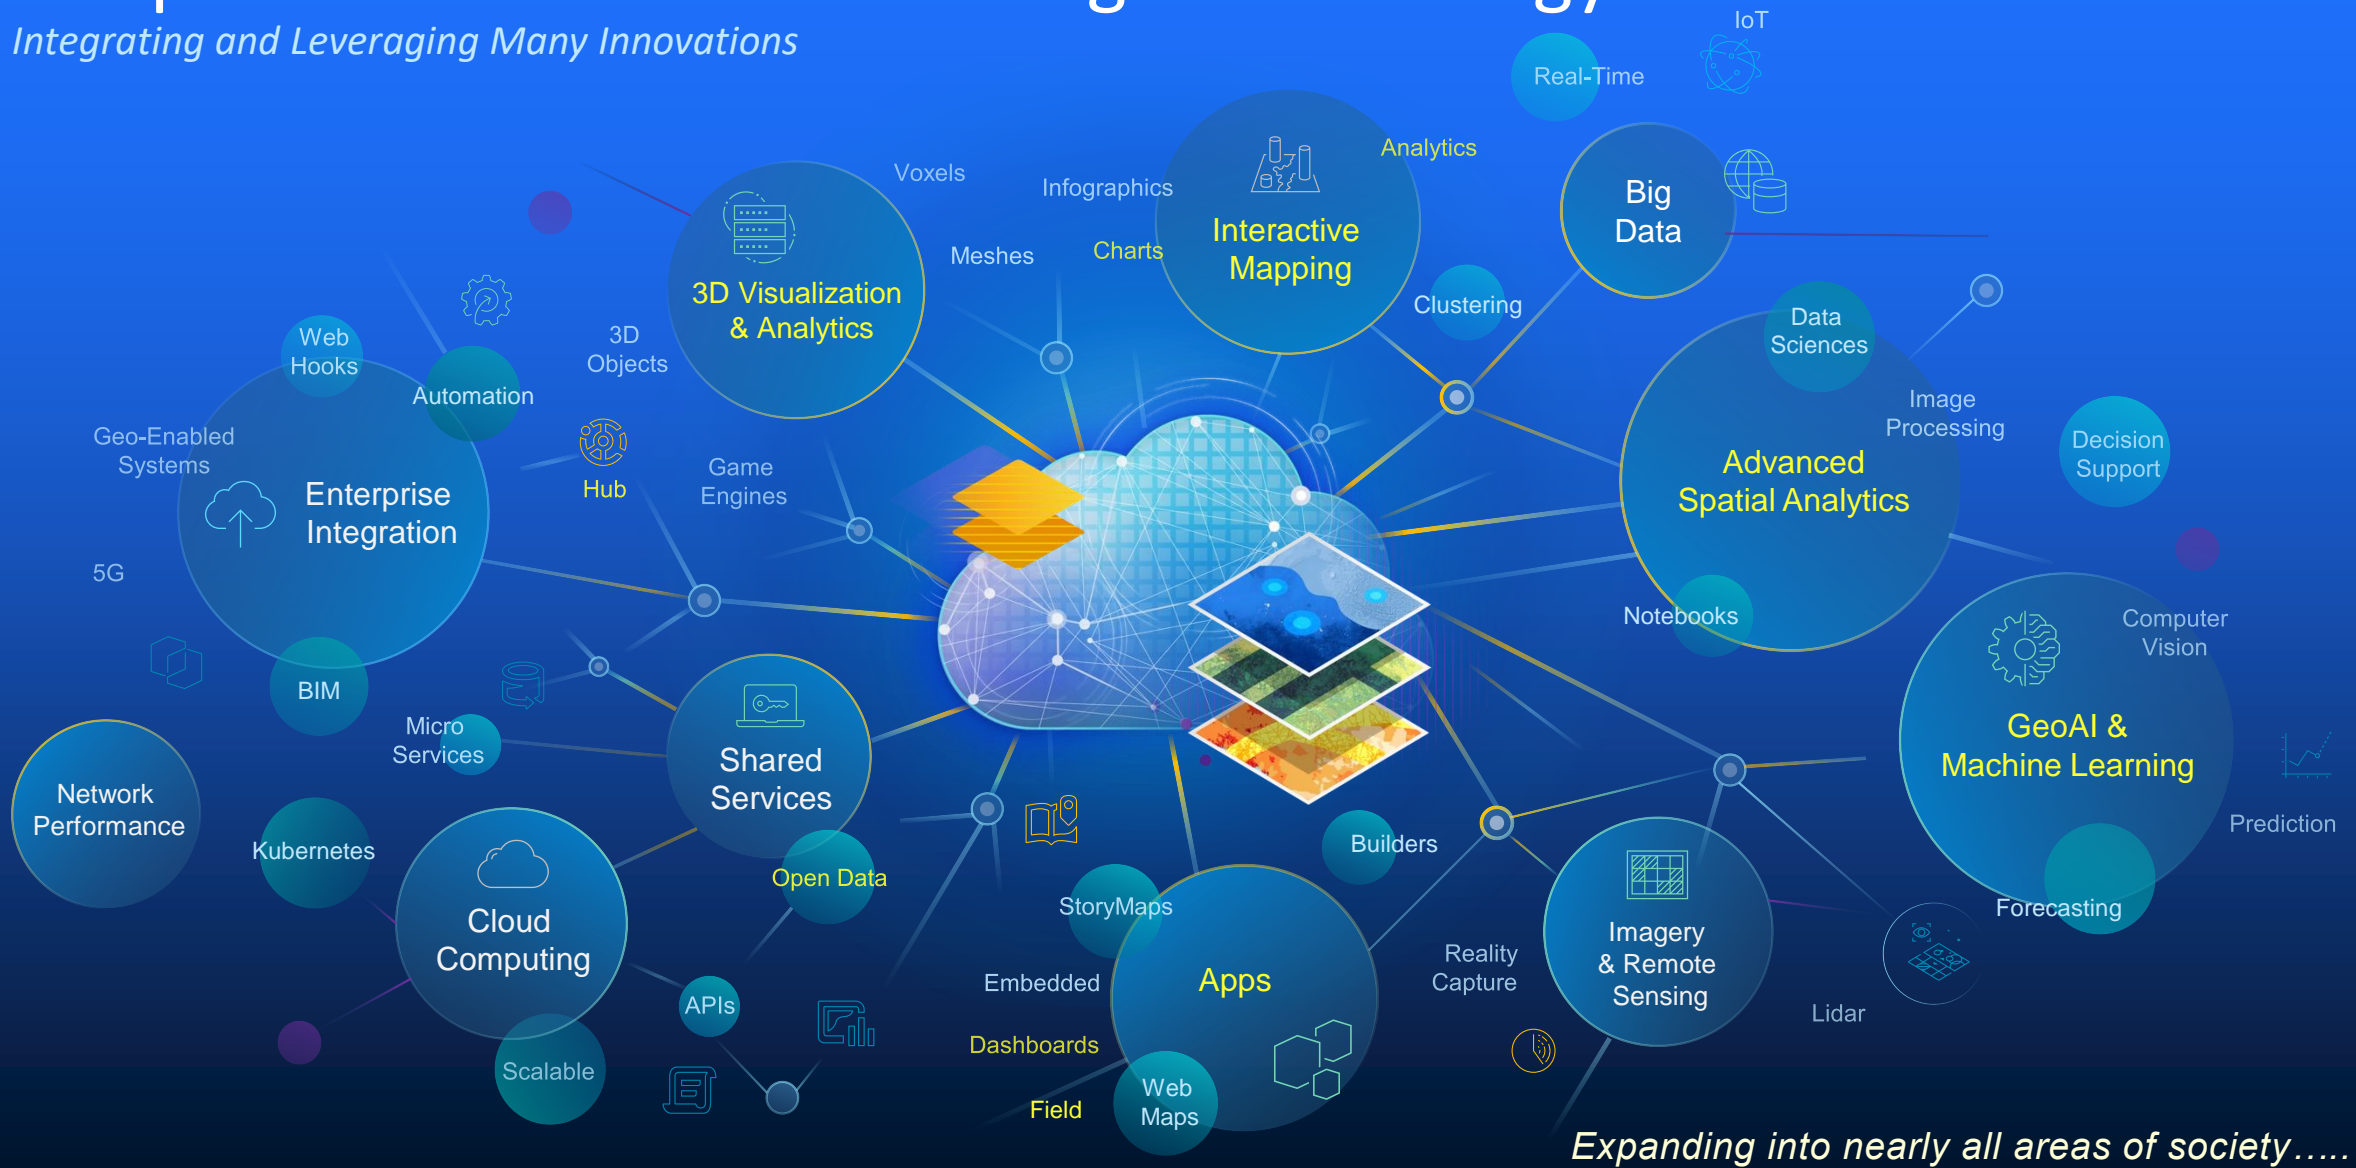 Integrating and Leveraging Many Innovations
IoT
Real-Time
Voxels
Infographics
Analytics
Big
Data
Interactive
Mapping
Meshes
Charts
3D Visualization
& Analytics
Clustering
Data
Sciences
Web
Hooks
3D
Objects
Automation
Image
Processing
Geo-Enabled
Systems
Decision
Support
Hub
Game
Engines
Advanced
Spatial Analytics
Enterprise
Integration
5G
Notebooks
Computer
Vision
BIM
Micro
Services
GeoAI &
Machine Learning
Shared
Services
Network
Performance
Prediction
Kubernetes
Builders
Open Data
StoryMaps
Forecasting
Cloud
Computing
Imagery
& Remote
Sensing
Reality
Capture
Embedded
Apps
APIs
Lidar
Dashboards
Scalable
Field
Web
Maps
Expanding into nearly all areas of society.....